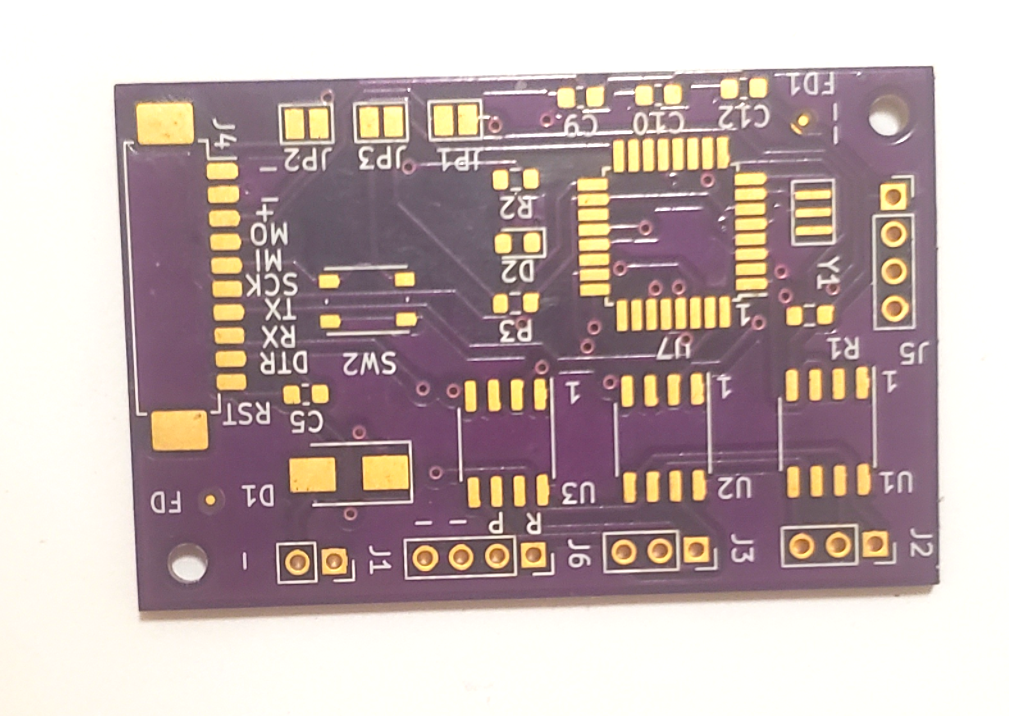 J2
J3
J6
J1
-
R P - -
U1
U2
U3
D1
FD
1
1
1
C5
RST
J5
R1
U7
SW2
DTR
RX
TX
SCK
MI
MO
+
-
R3
1
Y1
D2
R2
JP1
JP3
JP2
J4
FD1
C12
C10
C9